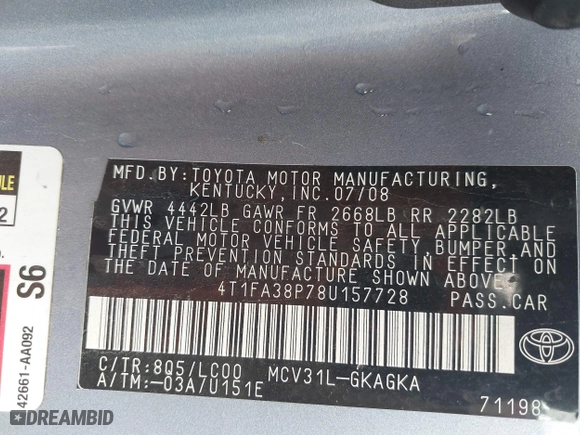 MFD.BY:TOYOTA MOTOR MANUFACTURING,
KENTUCKY,INC.07/08
GVWR 4442LB GAWR FR 2668LB RR 2282LB
THIS VEHICLE CONFORMS TO ALL APPLICABLE
FEDERAL MOTOR VEHICLE SAFETY, BUMPER AND
THEFT PREVENTION STANDARDS IN EFFECT ON
THE DATE OF MANUFACTURE SHOWN ABOVE.
4T1FA38P78U157728 PASS.CAR
C/TR:8Q5/LC00 MCV31L-GKAGKA
A/TM:-03A/U151E
71198
TOYOTA
S6
42661-AA092
DREAMBID